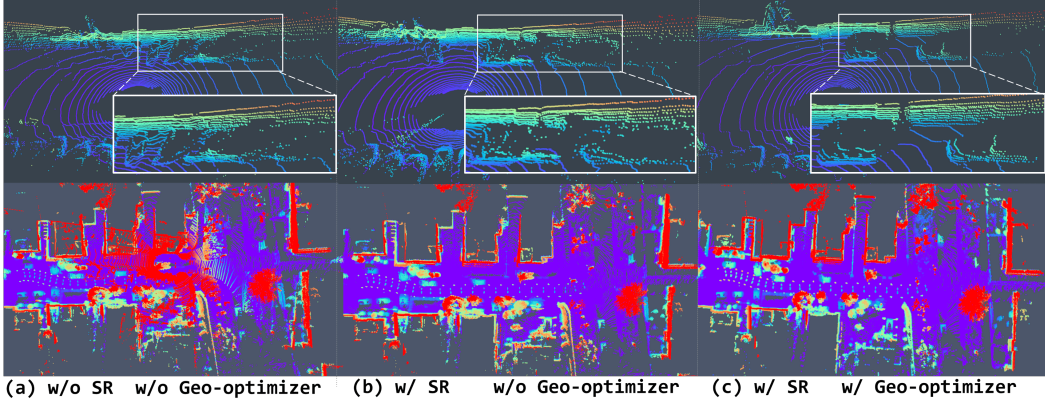 (a) w/o SR w/o Geo-optimizer
(b) w/ SR w/o Geo-optimizer
(c) w/ SR w/ Geo-optimizer